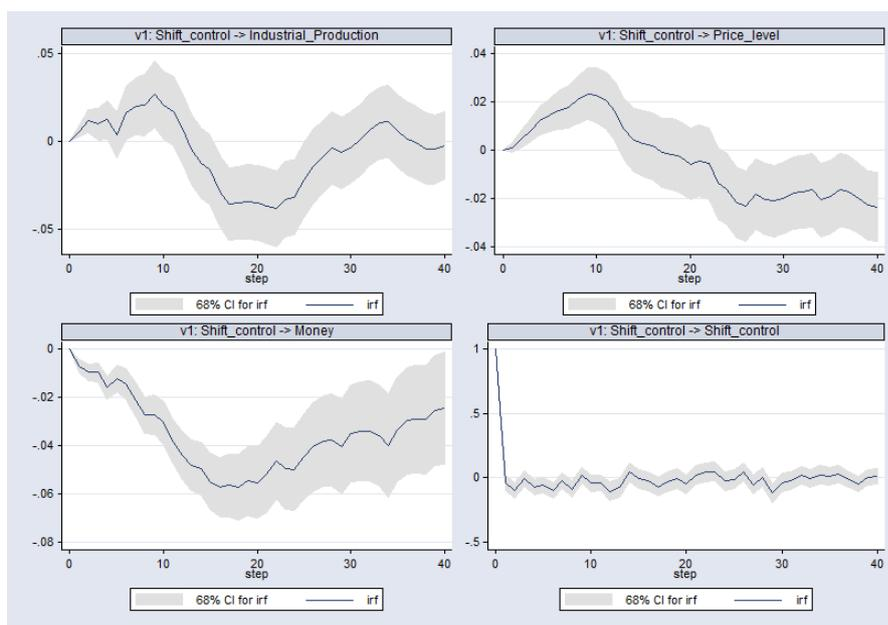 v1: Shift_control -> Industrial_Production
.05
0
-.05
0 10 20 30 40
step
68% CI for irf irf
v1: Shift_control -> Price_level
.04
.02
0
-.02
-.04
0 10 20 30 40
step
68% CI for irf irf
v1: Shift_control -> Money
0
-.02
-.04
-.06
-.08
0 10 20 30 40
step
68% CI for irf irf
v1: Shift_control -> Shift_control
1
.5
0
-.5
0 10 20 30 40
step
68% CI for irf irf